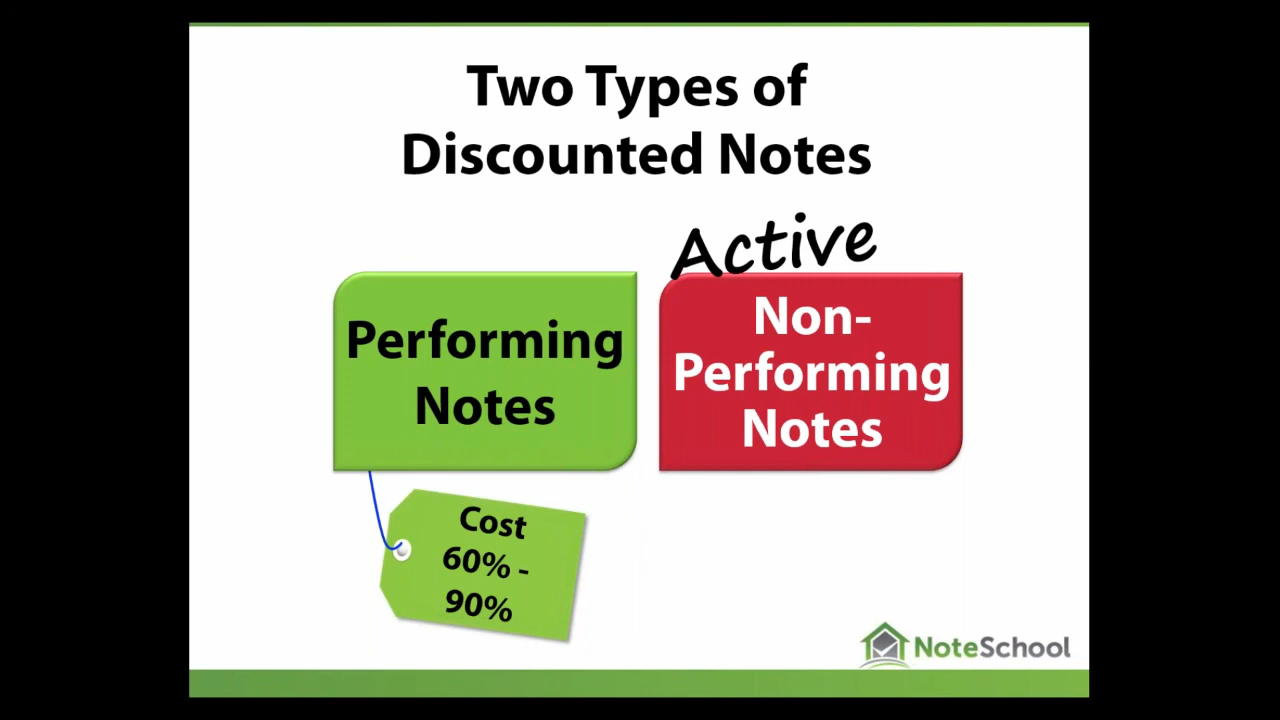 Two Types of
Discounted Notes
Active
Performing
Notes
Non-
Performing
Notes
Cost
60% -
90%
NoteSchool